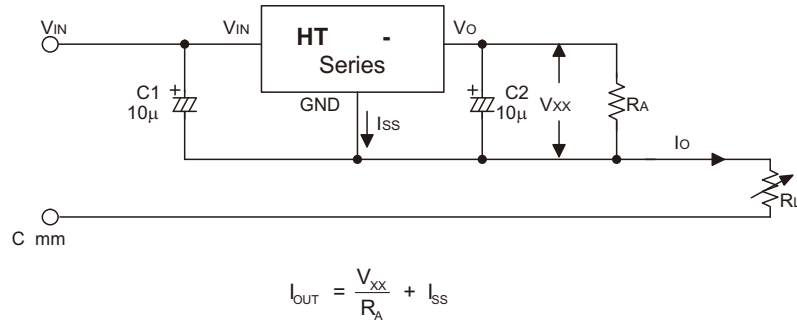 VIN
VIN
HT -
Series
VO
C1
10μ
GND
ISS
C2
10μ
VXX
RA
IO
RL
C mm
IOUT = VXX / RA + ISS